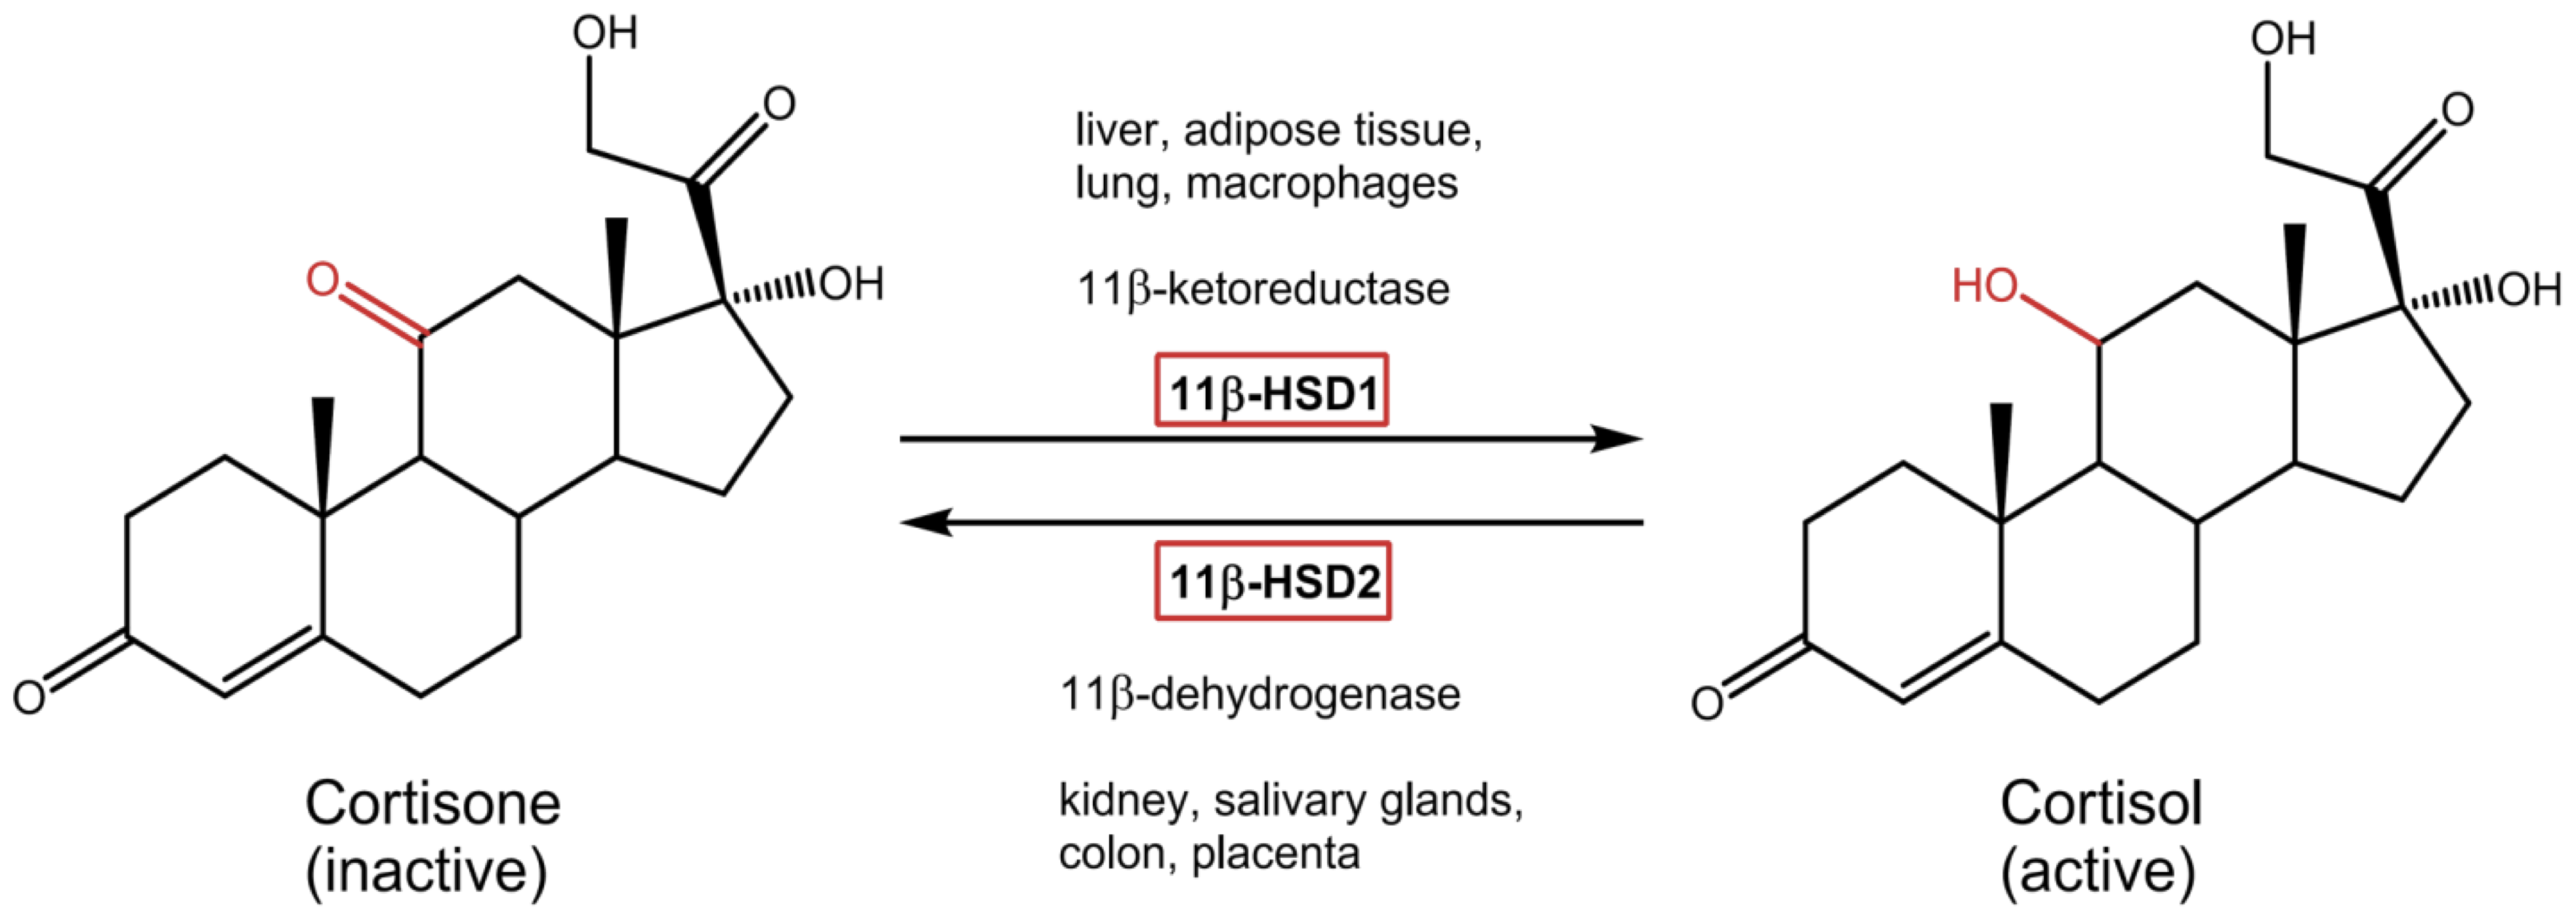 OH
O
O
OH
Cortisone
(inactive)
O
liver, adipose tissue,
lung, macrophages
11β-ketoreductase
11β-HSD1
11β-HSD2
11β-dehydrogenase
kidney, salivary glands,
colon, placenta
OH
O
HO
OH
O
Cortisol
(active)